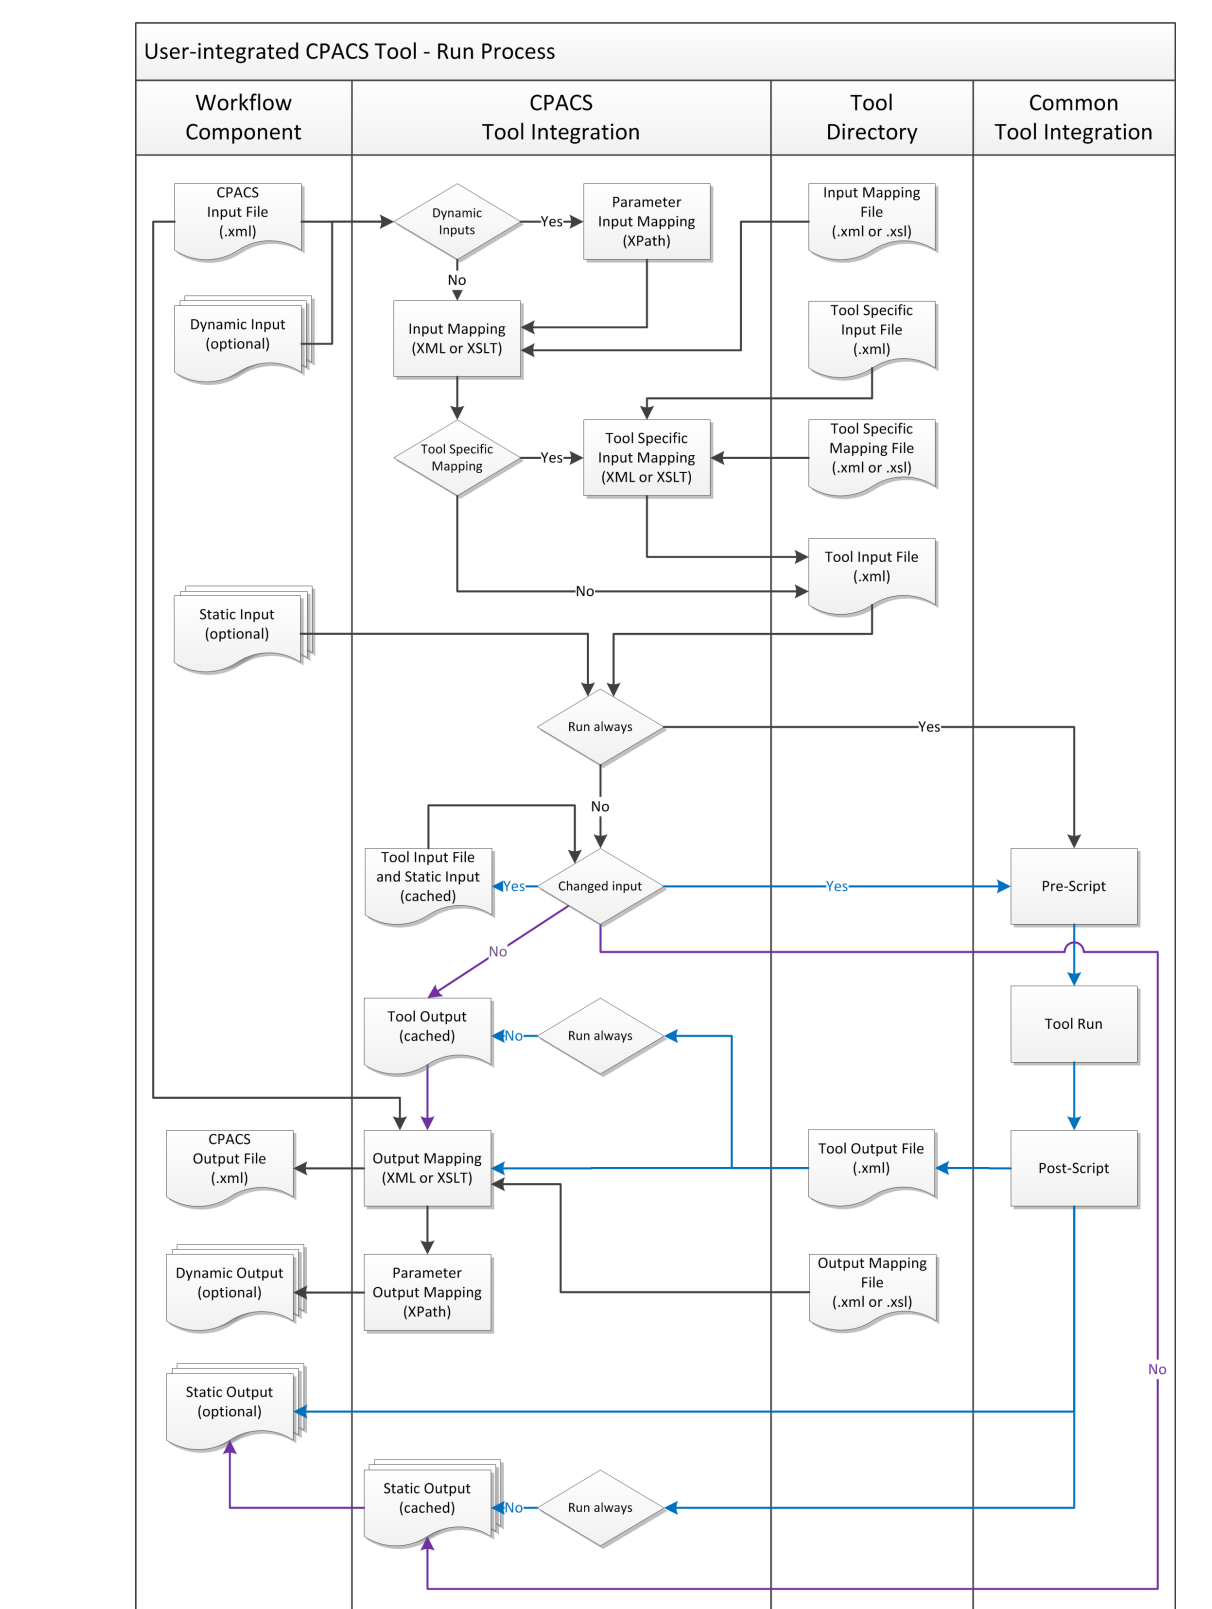 User-integrated CPACS Tool - Run Process
Workflow
Component
CPACS
Tool Integration
Tool
Directory
Common
Tool Integration
CPACS
Input File
(.xml)
Dynamic
Inputs
Yes
Parameter
Input Mapping
(XPath)
Input Mapping
File
(.xml or .xsl)
No
Dynamic Input
(optional)
Input Mapping
(XML or XSLT)
Tool Specific
Input File
(.xml)
Tool Specific
Mapping
Yes
Tool Specific
Input Mapping
(XML or XSLT)
Tool Specific
Mapping File
(.xml or .xsl)
Tool Input File
(.xml)
No
Static Input
(optional)
Run always
Yes
No
Tool Input File
and Static Input
(cached)
Yes
Changed input
Yes
Pre-Script
No
Tool Output
(cached)
No
Run always
Tool Run
CPACS
Output File
(.xml)
Output Mapping
(XML or XSLT)
Tool Output File
(.xml)
Post-Script
Dynamic Output
(optional)
Parameter
Output Mapping
(XPath)
Output Mapping
File
(.xml or .xsl)
No
Static Output
(optional)
Static Output
(cached)
No
Run always